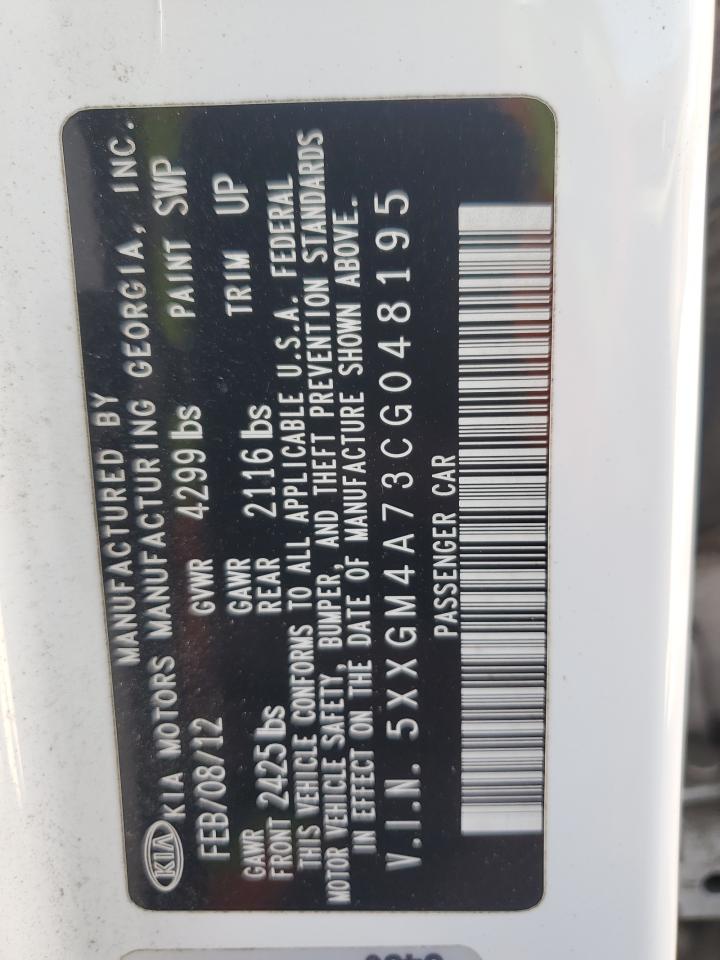 MANUFACTURED BY
KIA KIA MOTORS MANUFACTURING GEORGIA, INC.
FEB/08/12 GVWR 4299 lbs PAINT SWP
GAWR GAWR
FRONT 2425 lbs REAR 2116 lbs TRIM UP
THIS VEHICLE CONFORMS TO ALL APPLICABLE U.S.A. FEDERAL
MOTOR VEHICLE SAFETY, BUMPER, AND THEFT PREVENTION STANDARDS
IN EFFECT ON THE DATE OF MANUFACTURE SHOWN ABOVE.
V.I.N. 5XXGM4A73CG048195
PASSENGER CAR